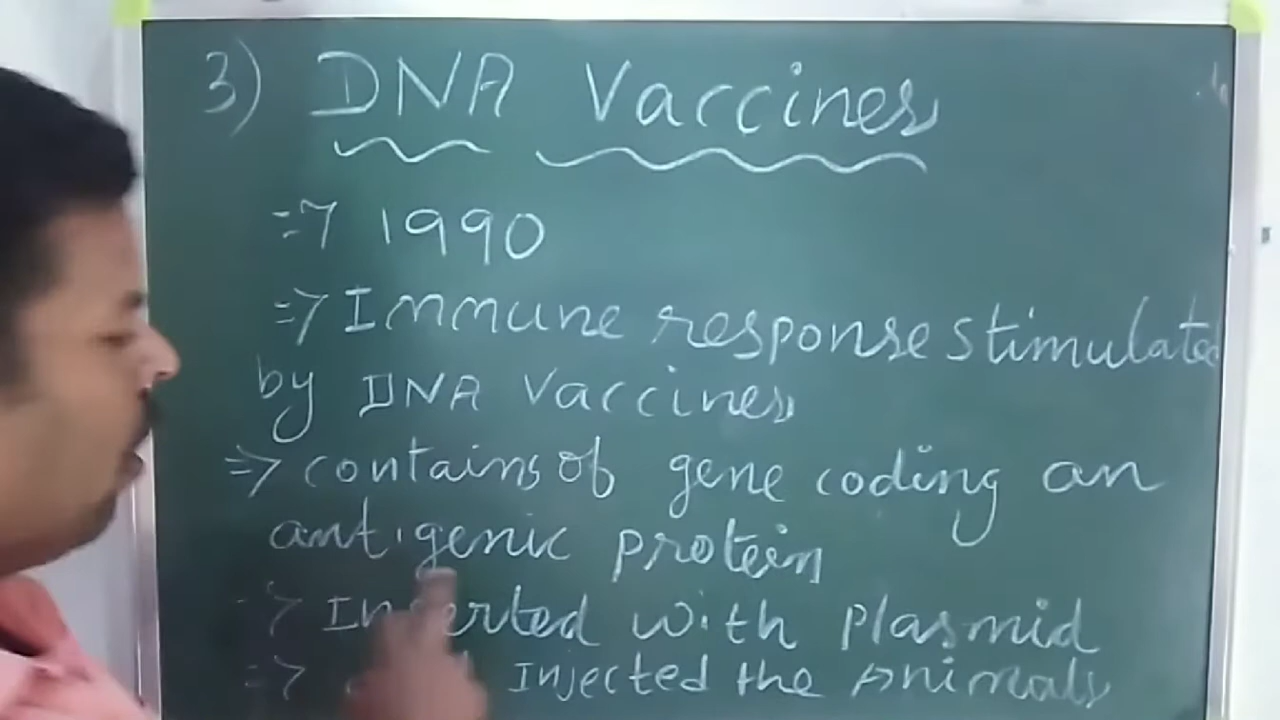 3) DNA Vaccines
=> 1990
=> Immune response stimulated
by DNA Vaccines
=> contains of gene coding an
antigenic protein
=> Inserted with Plasmid
=> Injected the Animals